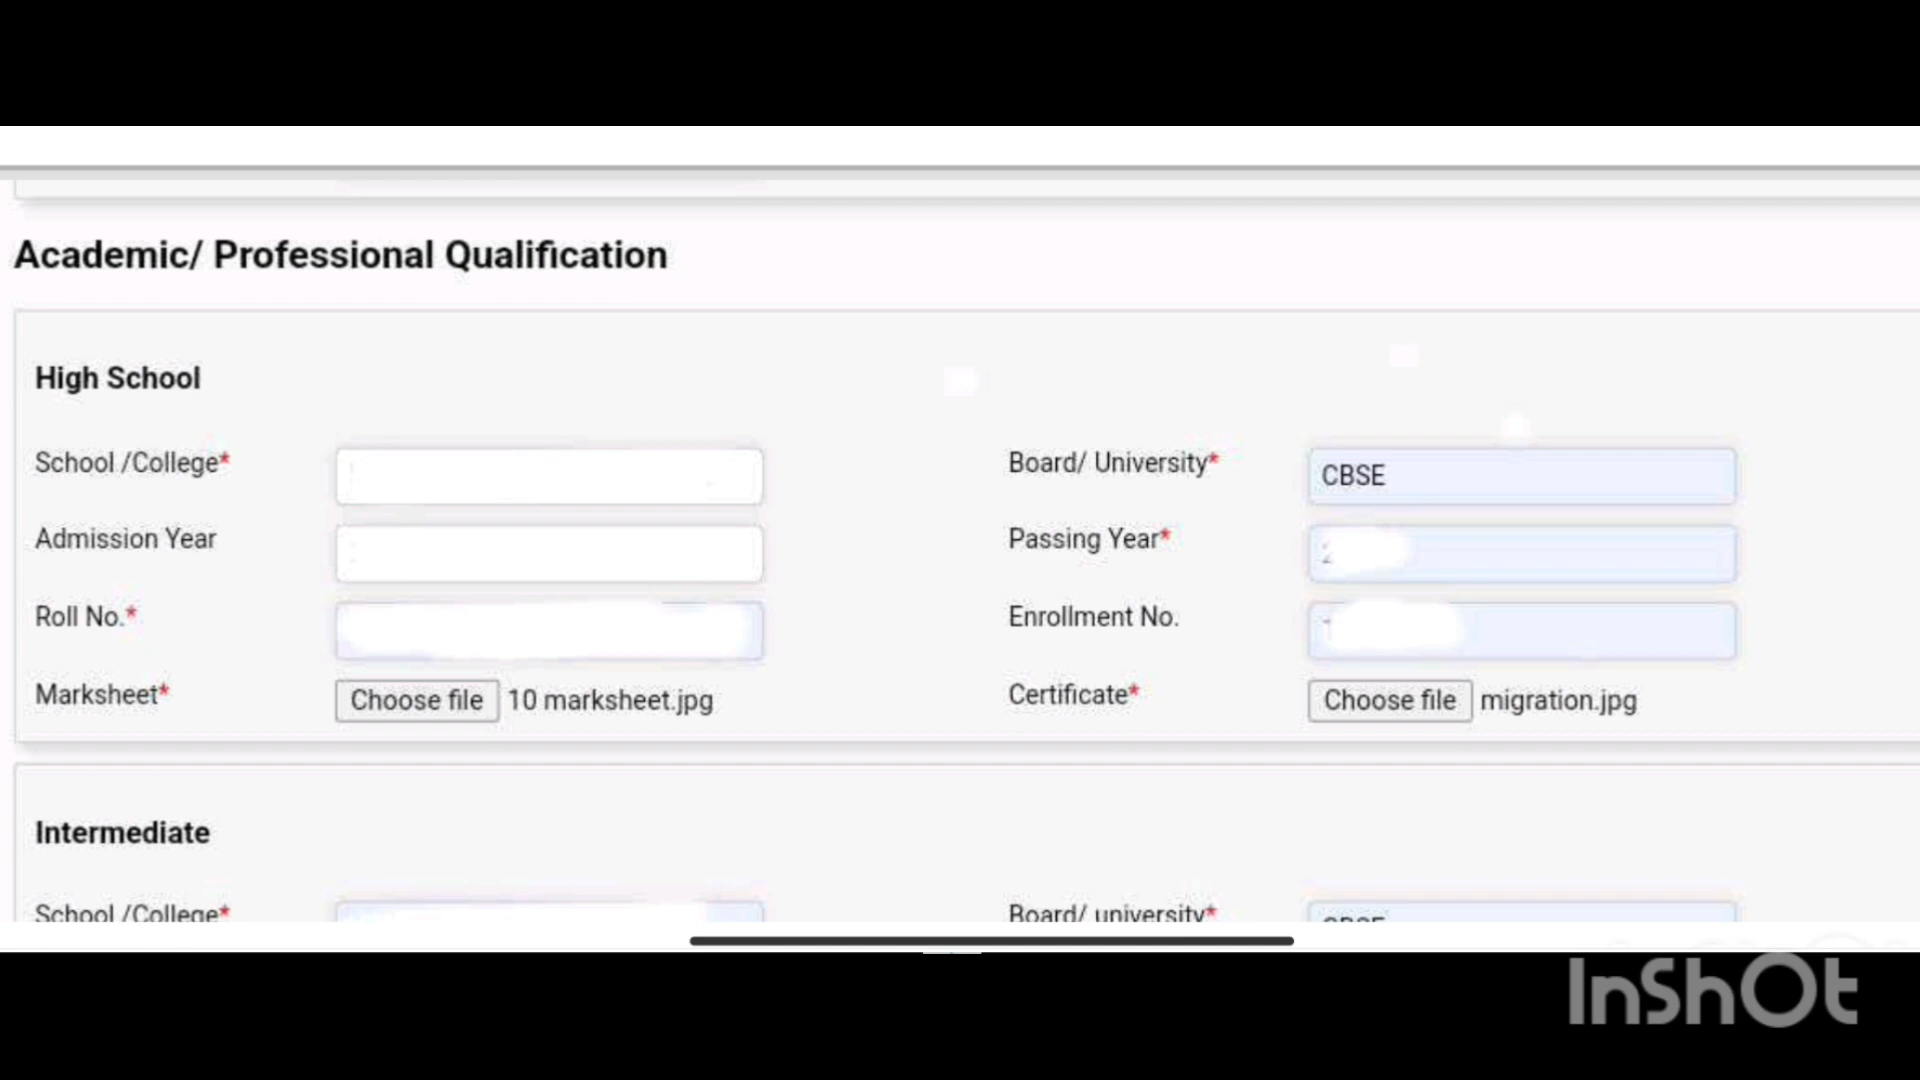 Academic/ Professional Qualification
High School
School /College*
Board/ University* CBSE
Admission Year
Passing Year*
Roll No.*
Enrollment No.
Marksheet* Choose file 10 marksheet.jpg
Certificate* Choose file migration.jpg
Intermediate
School /College*
Board/ university* CBSE
InShOt